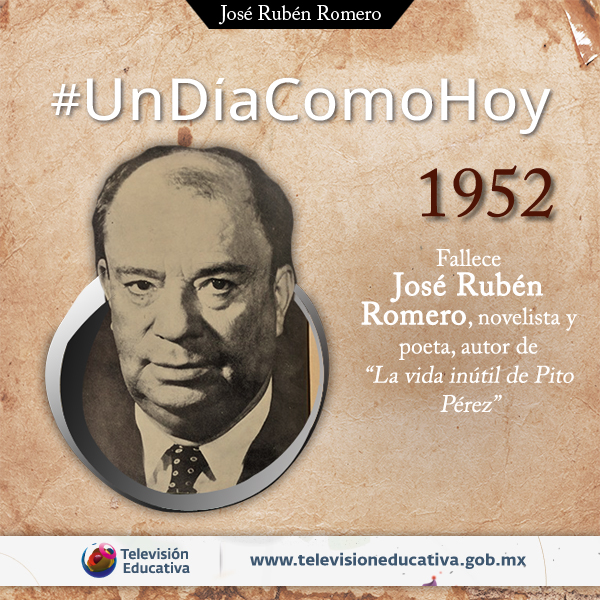 José Rubén Romero
#UnDíaComoHoy
1952
Fallece
José Rubén
Romero, novelista y
poeta, autor de
“La vida inútil de Pito
Pérez”
Televisión
Educativa
www.televisioneducativa.gob.mx